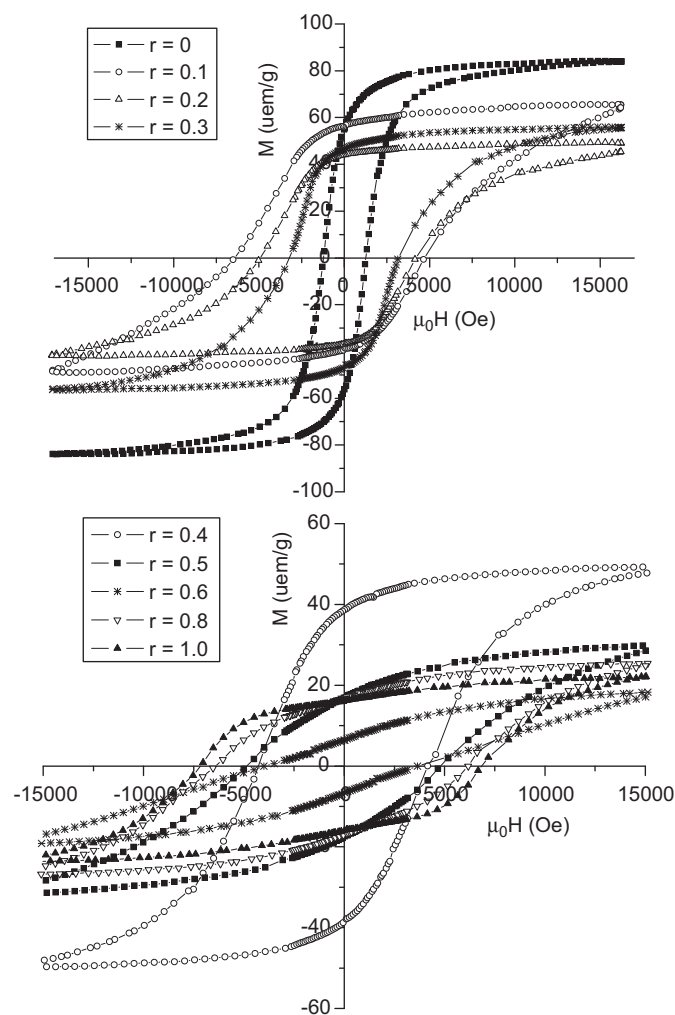 100
r = 0
r = 0.1
r = 0.2
r = 0.3
M (uem/g)
80
60
40
20
0
-15000 -10000 -5000 0 5000 10000 15000
-20
μ0H (Oe)
-40
-60
-80
-100
60
r = 0.4
r = 0.5
r = 0.6
r = 0.8
r = 1.0
M (uem/g)
40
20
0
-15000 -10000 -5000 0 5000 10000 15000
μ0H (Oe)
-20
-40
-60